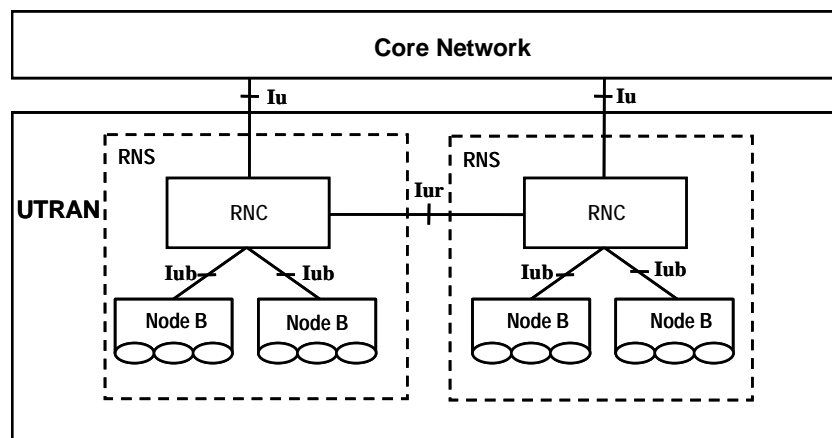 Core Network
Iu
Iu
RNS
RNS
UTRAN
RNC
Iur
RNC
Iub
Iub
Iub
Iub
Node B
Node B
Node B
Node B